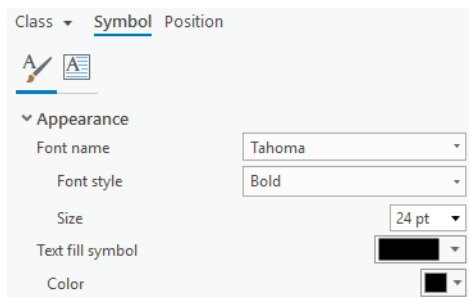 Class Symbol Position
A A
Appearance
Font name Tahoma
Font style Bold
Size 24 pt
Text fill symbol
Color